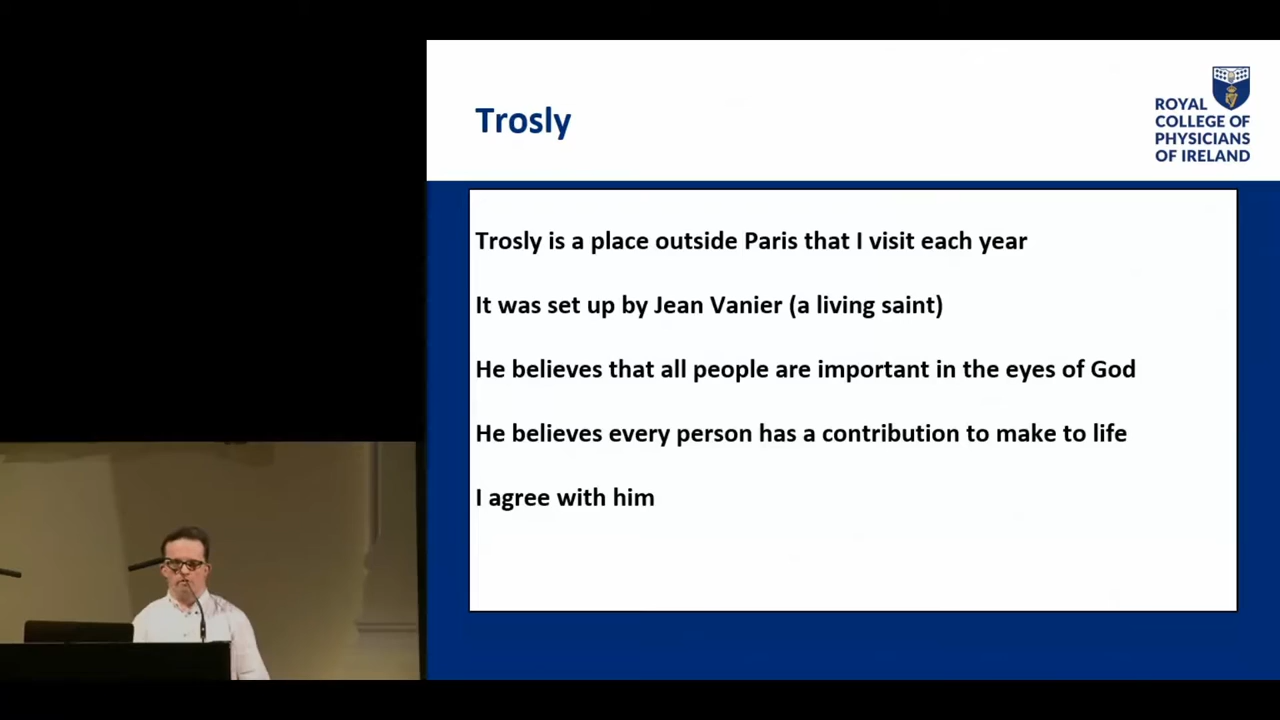 Trosly
ROYAL
COLLEGE OF
PHYSICIANS
OF IRELAND
Trosly is a place outside Paris that I visit each year
It was set up by Jean Vanier (a living saint)
He believes that all people are important in the eyes of God
He believes every person has a contribution to make to life
I agree with him